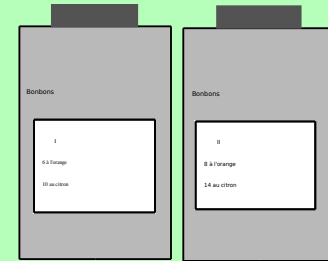 Bonbons
I
6 à l'orange
10 au citron
Bonbons
II
8 à l'orange
14 au citron